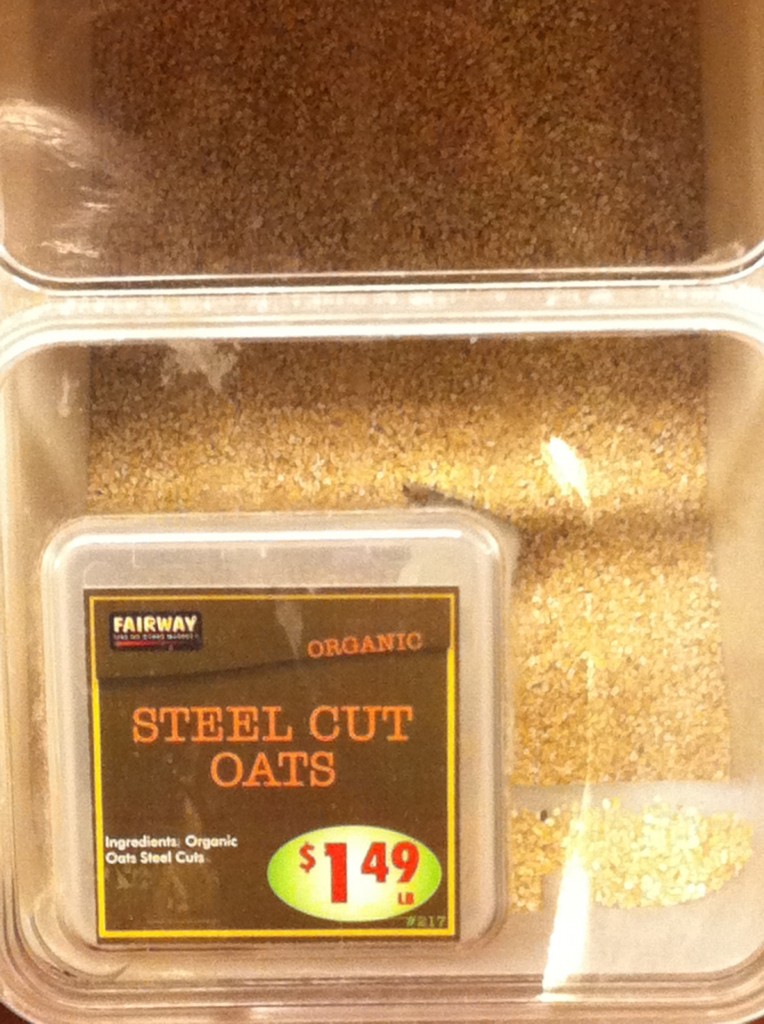 FAIRWAY
ORGANIC
STEEL CUT
OATS
Ingredients: Organic
Oats Steel Cuts
$1.49
LB
#217